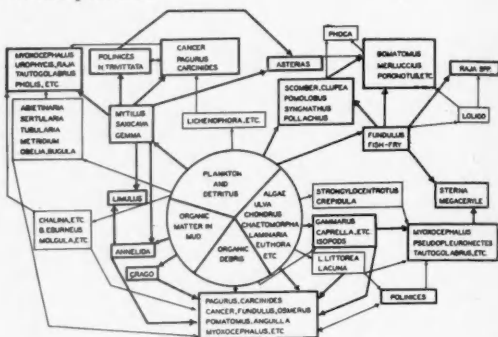 PHOCA
MYOXOCEPHALUS
UROPHYCIS, RAJA
TAUTOGOLABRUS
PHOLIS, ETC
POLINICES
N. TRIVITTATA
CANCER
PAGURUS
CARCINIDES
ASTERIAS
BOMATOMUS
MERLUCCIUS
PORONOTUS, ETC.
RAJA SPP.
ABIETINARIA
SERTULARIA
TUBULARIA
METRIDIUM
OBELIA, BUGULA
MYTILUS
SAXICAVA
GEMMA
LICHENOPHORA, ETC.
SCOMBER, CLUPEA
POMOLOBUS
SYNGNATHUS
POLLACHIUS
LOLIGO
FUNDULUS
FISH-FRY
PLANKTON
AND
DETRITUS
LIMULUS
ALGAE
ULVA
CHONDRUS
CHAETOMORPHA
LAMINARIA
EUTHORA
ETC
STRONGYLOCENTROTUS
CREPIDULA
STERNA
MEGACERYLE
CHALINA, ETC.
B. EBURNEUS
MOLGULA, ETC
ORGANIC
MATTER IN
MUD
ORGANIC
DEBRIS
GAMMARUS
CAPRELLA, ETC.
ISOPODS
MYOXOCEPHALUS
PSEUDOPLEURONECTES
TAUTOGOLABRUS, ETC.
ANNELIDA
L. LITTOREA
LACUNA
CRAGO
POLINICES
PAGURUS, CARCINIDES
CANCER, FUNDULUS, OSMERUS
POMATOMUS, ANGUILLA
MYOXOCEPHALUS, ETC